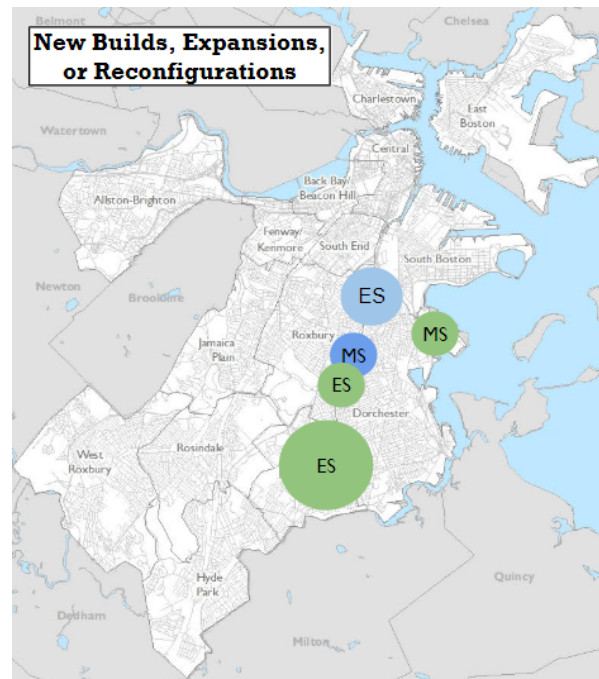 Belmont
Chelsea
New Builds, Expansions,
or Reconfigurations
Charlestown
East
Boston
Watertown
Central
Back Bay/
Beacon Hill
Allston-Brighton
Fenway/
Kenmore
South End
South Boston
Newton
Brookline
ES
MS
Roxbury
Jamaica
Plain
MS
ES
Dorchester
West
Roxbury
Rosindale
ES
Hyde
Park
Quincy
Dedham
Milton